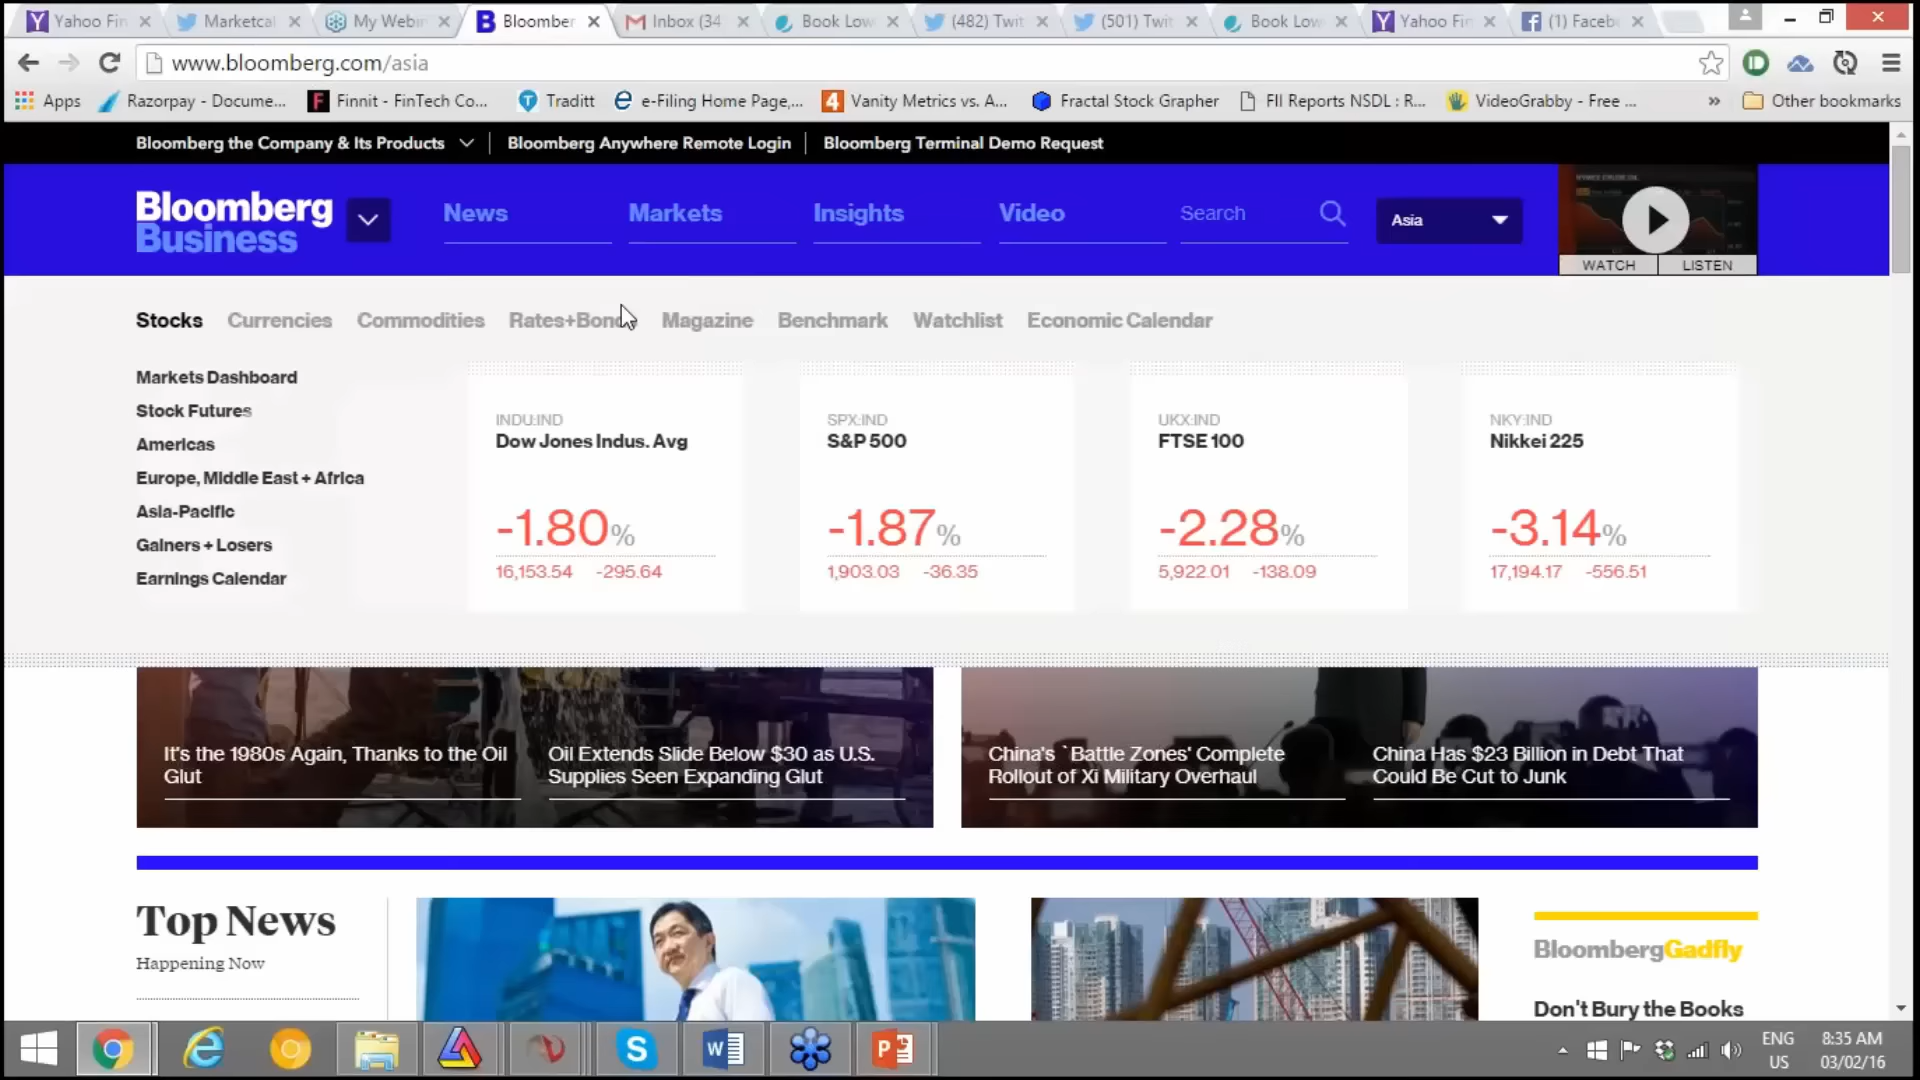 Yahoo Fin
Marketcal
My Webin
Bloomber
Inbox (34
Book Low
(482) Twit
(501) Twit
Book Low
Yahoo Fin
(1) Facebo
www.bloomberg.com/asia
Apps
Razorpay - Docume...
Finnit - FinTech Co...
Traditt
e-Filing Home Page,...
Vanity Metrics vs. A...
Fractal Stock Grapher
FII Reports NSDL : R...
VideoGrabby - Free ...
»
Other bookmarks
Bloomberg the Company & Its Products
Bloomberg Anywhere Remote Login
Bloomberg Terminal Demo Request
Bloomberg
Business
News
Markets
Insights
Video
Search
Asia
WATCH
LISTEN
Stocks
Currencies
Commodities
Rates+Bonds
Magazine
Benchmark
Watchlist
Economic Calendar
Markets Dashboard
Stock Futures
Americas
Europe, Middle East + Africa
Asia-Pacific
Gainers + Losers
Earnings Calendar
INDU:IND
Dow Jones Indus. Avg
-1.80%
16,153.54 -295.64
SPX:IND
S&P 500
-1.87%
1,903.03 -36.35
UKX:IND
FTSE 100
-2.28%
5,922.01 -138.09
NKY:IND
Nikkei 225
-3.14%
17,194.17 -556.51
It's the 1980s Again, Thanks to the Oil
Glut
Oil Extends Slide Below $30 as U.S.
Supplies Seen Expanding Glut
China's `Battle Zones' Complete
Rollout of Xi Military Overhaul
China Has $23 Billion in Debt That
Could Be Cut to Junk
Top News
Happening Now
BloombergGadfly
Don't Bury the Books
ENG
US
8:35 AM
03/02/16